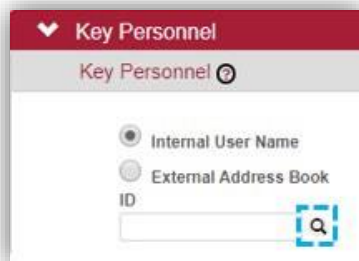 Key Personnel
Key Personnel
Internal User Name
External Address Book
ID